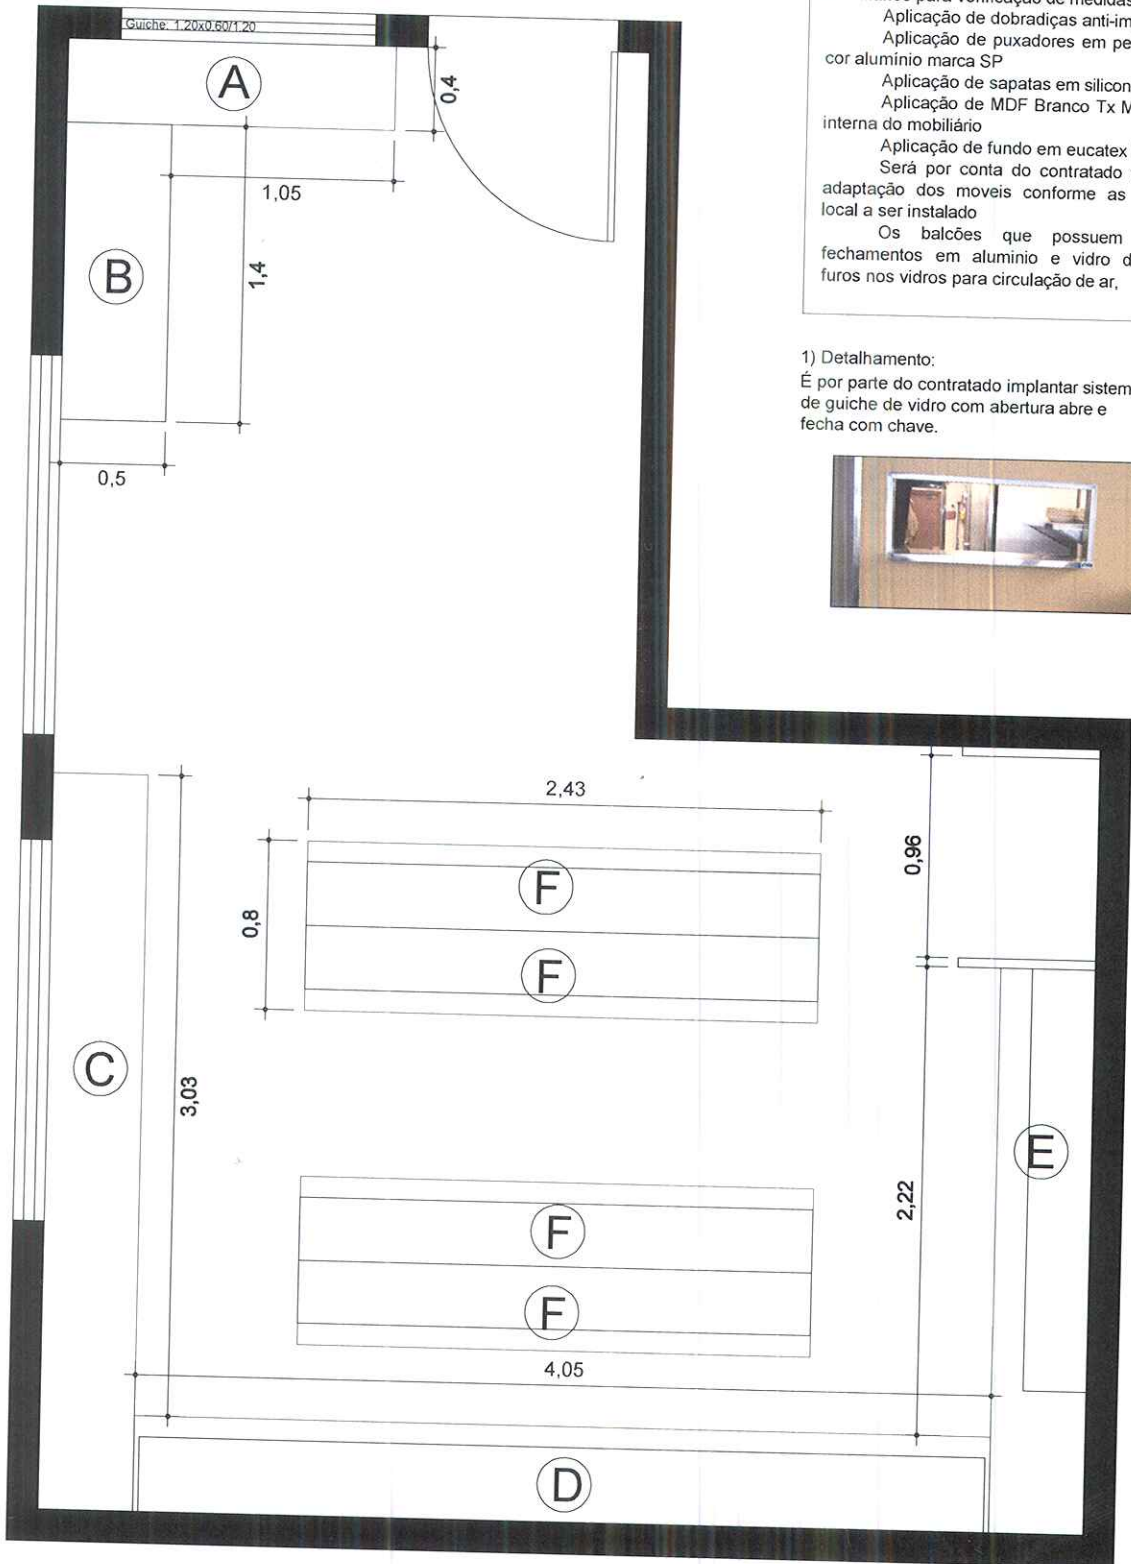 para verificação de medidas
Aplicação de dobradiças anti-im
Aplicação de puxadores em pe
cor alumínio marca SP
Aplicação de sapatas em silicon
Aplicação de MDF Branco Tx M
interna do mobiliário
Aplicação de fundo em eucatex
Será por conta do contratado
adaptação dos moveis conforme as
local a ser instalado
Os balcões que possuem
fechamentos em aluminio e vidro d
furos nos vidros para circulação de ar,
1) Detalhamento:
É por parte do contratado implantar sistem
de guiche de vidro com abertura abre e
fecha com chave.
Guiche: 1.20x0.60/1.20
A
0,4
1,05
B
1,4
0,5
2,43
0,96
F
0,8
F
C
3,03
E
2,22
F
F
4,05
D